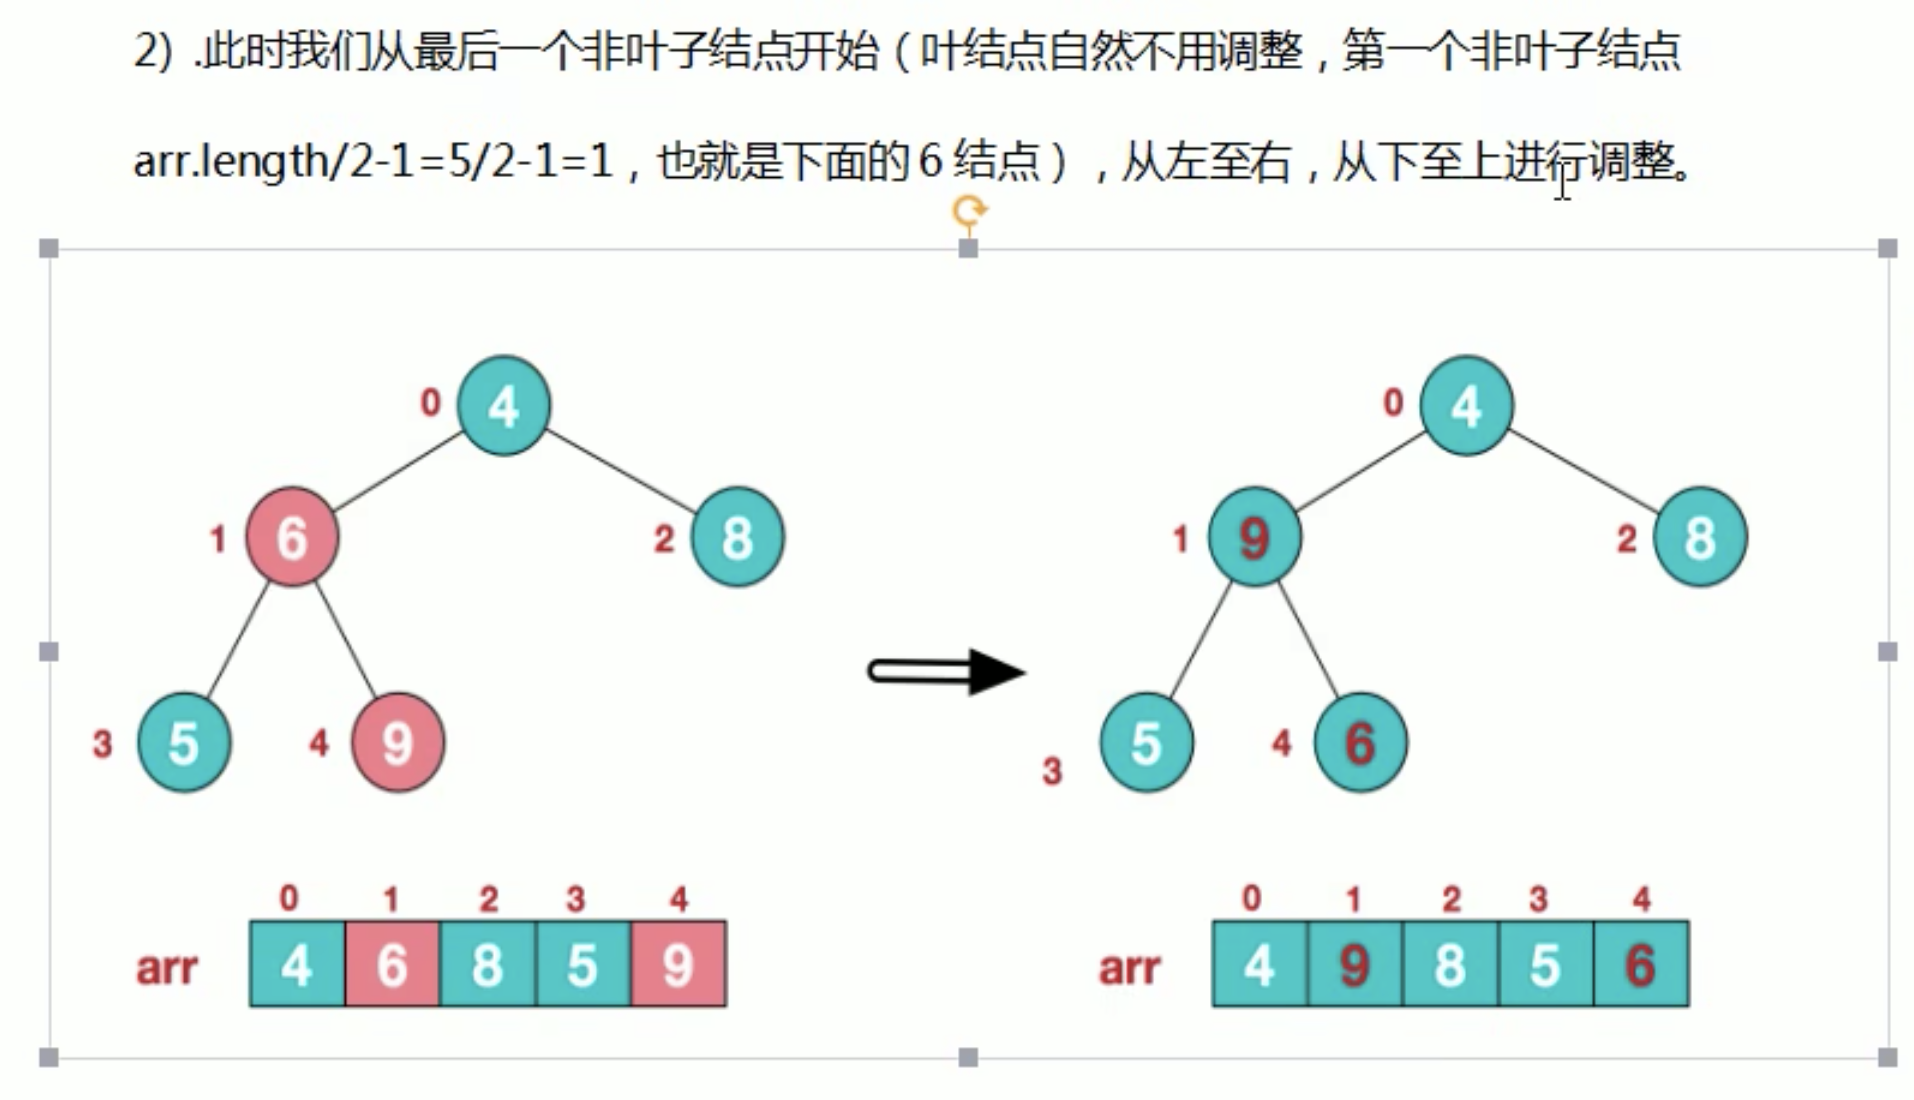 2) .此时我们从最后一个非叶子结点开始（叶结点自然不用调整，第一个非叶子结点
arr.length/2-1=5/2-1=1，也就是下面的6结点），从左至右，从下至上进行调整。
0 4
1 6 2 8
3 5 4 9
0 1 2 3 4
arr 4 6 8 5 9
0 4
1 9 2 8
3 5 4 6
0 1 2 3 4
arr 4 9 8 5 6